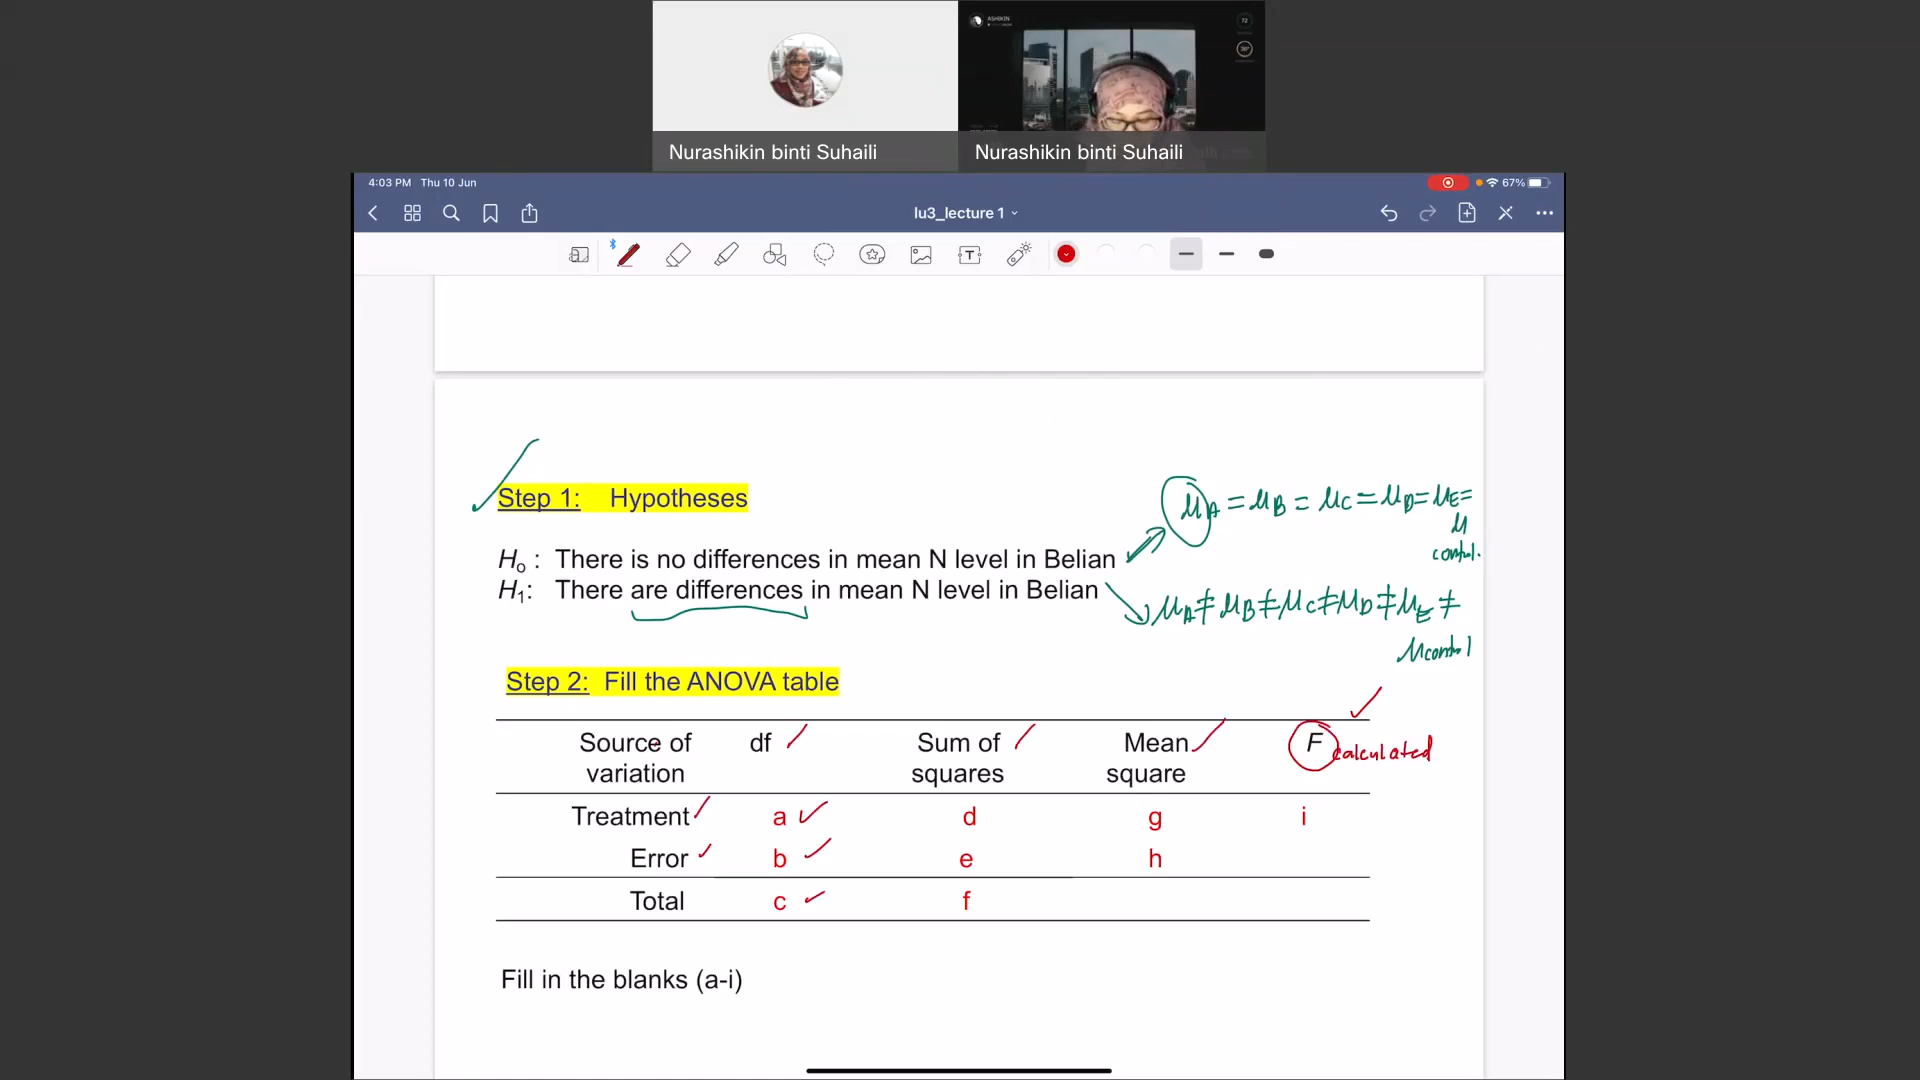 ASHIKIN
72
Nurashikin binti Suhaili
Nurashikin binti Suhaili
4:03 PM Thu 10 Jun
67%
lu3_lecture 1
T
Step 1: Hypotheses
μA = μB = μC = μD = μE =
μ
control.
Ho : There is no differences in mean N level in Belian
H1: There are differences in mean N level in Belian
μA ≠ μB ≠ μC ≠ μD ≠ μE ≠
μcontrol
Step 2: Fill the ANOVA table
Source of variation df Sum of squares Mean square F calculated
Treatment a d g i
Error b e h
Total c f
Fill in the blanks (a-i)